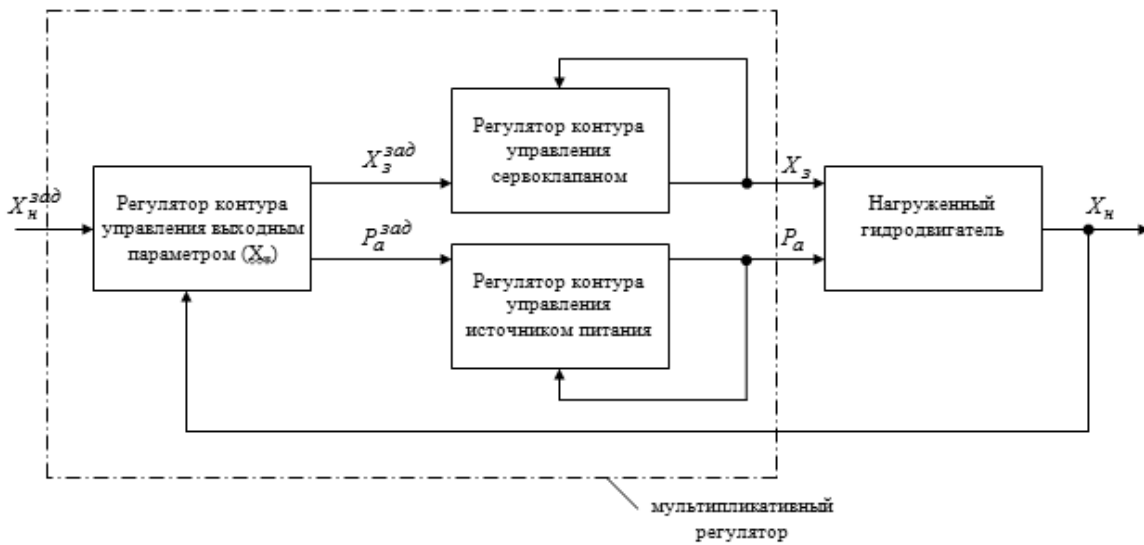 X_н^зад
Регулятор контура
управления выходным
параметром (X_н)
X_з^зад
P_a^зад
Регулятор контура
управления
сервоклапаном
Регулятор контура
управления
источником питания
X_з
P_a
Нагруженный
гидродвигатель
X_н
мультипликативный
регулятор